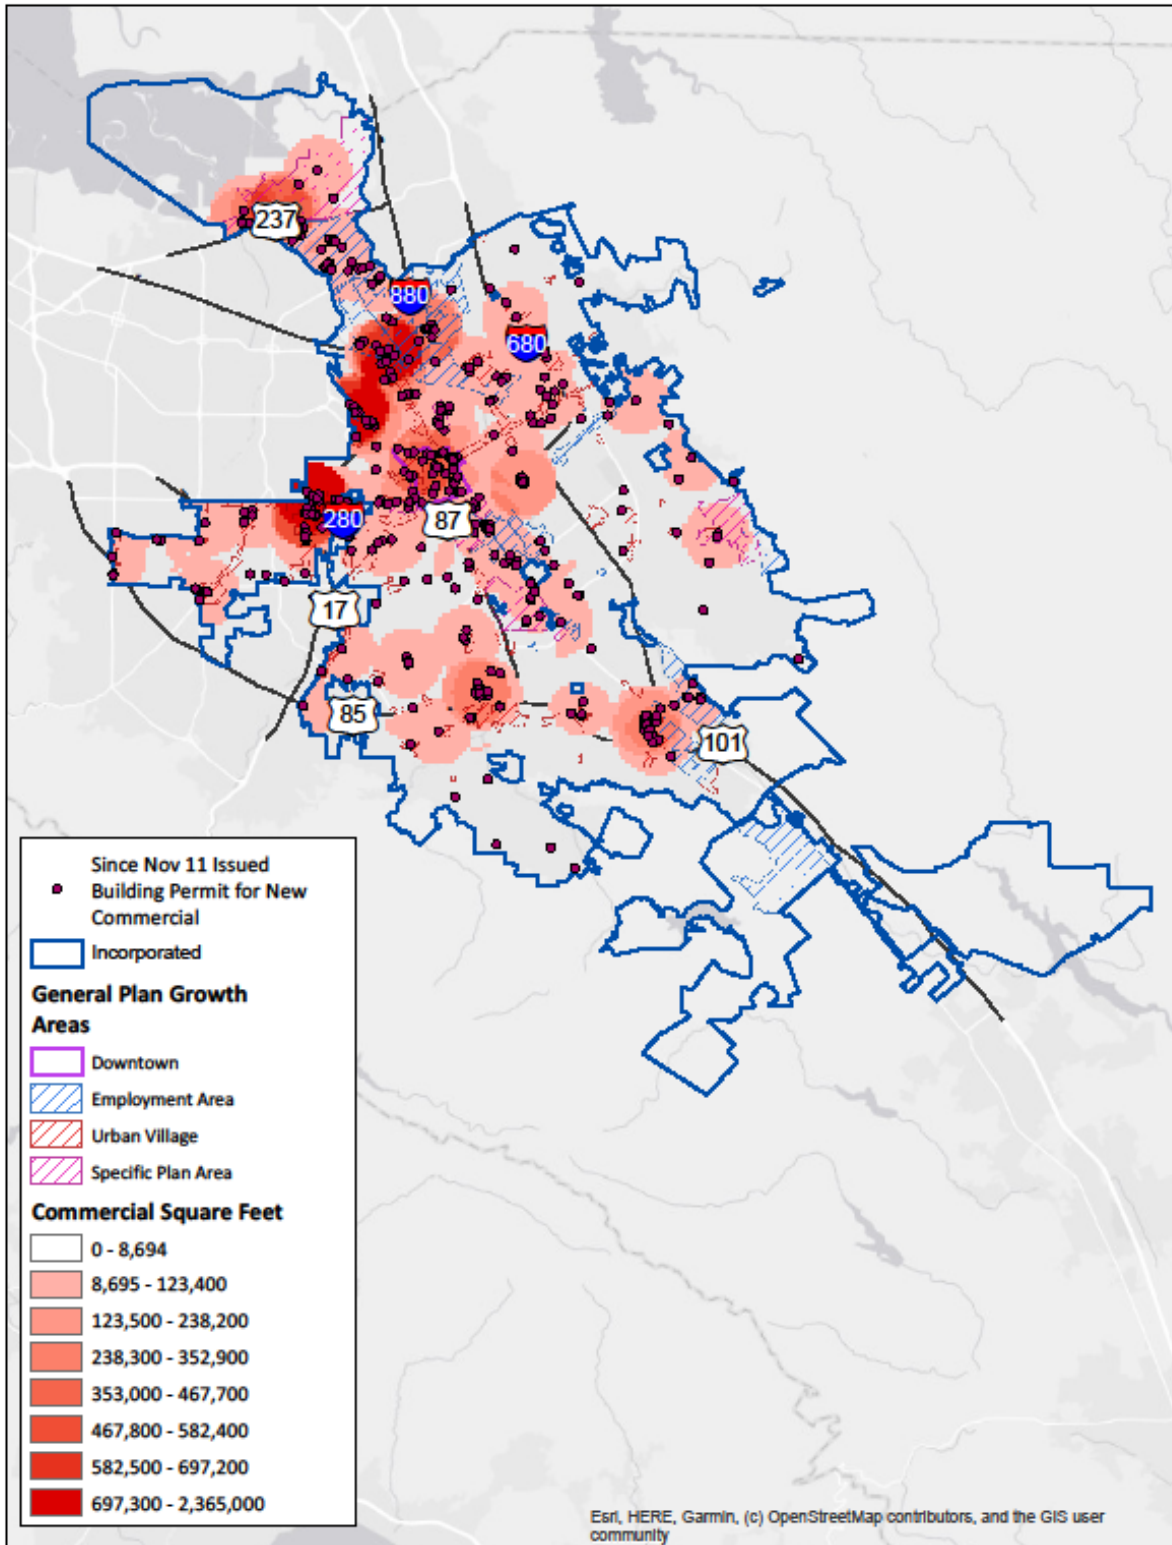 237
880
680
280
87
17
85
101
Since Nov 11 Issued
Building Permit for New
Commercial
Incorporated
General Plan Growth
Areas
Downtown
Employment Area
Urban Village
Specific Plan Area
Commercial Square Feet
0 - 8,694
8,695 - 123,400
123,500 - 238,200
238,300 - 352,900
353,000 - 467,700
467,800 - 582,400
582,500 - 697,200
697,300 - 2,365,000
Esri, HERE, Garmin, (c) OpenStreetMap contributors, and the GIS user
community